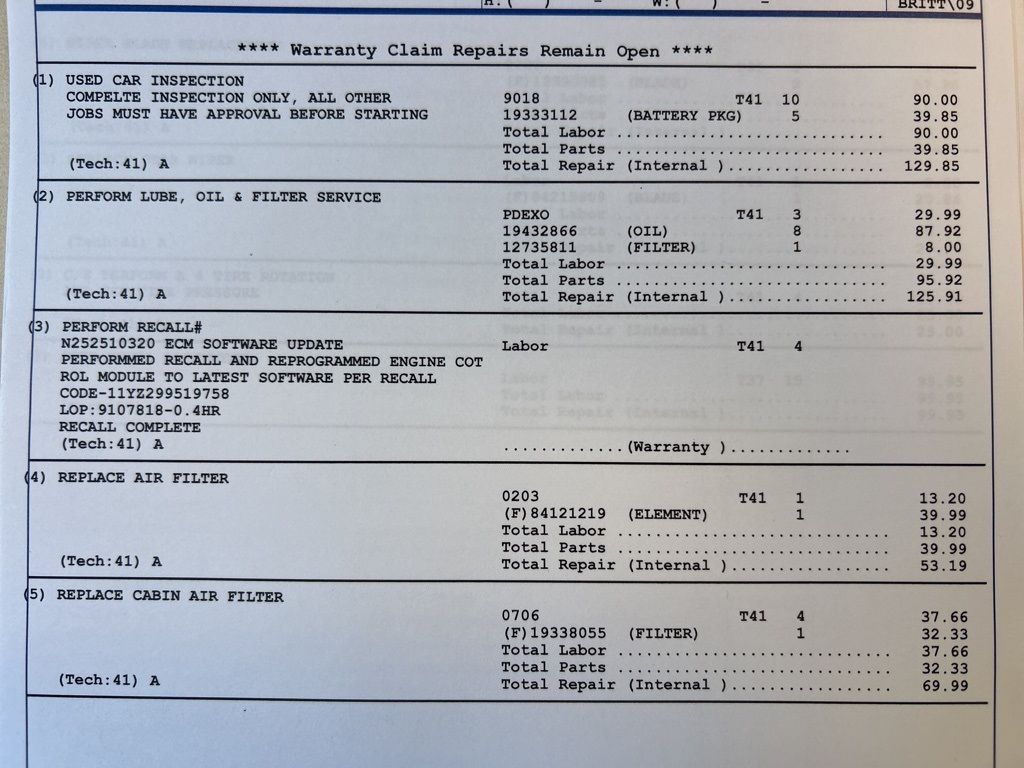 H: ( ) - W: ( ) - BRITT\09
**** Warranty Claim Repairs Remain Open ****
(1) USED CAR INSPECTION
COMPELTE INSPECTION ONLY, ALL OTHER 9018 T41 10 90.00
JOBS MUST HAVE APPROVAL BEFORE STARTING 19333112 (BATTERY PKG) 5 39.85
Total Labor .......................... 90.00
Total Parts .......................... 39.85
(Tech:41) A Total Repair (Internal ).............. 129.85
(2) PERFORM LUBE, OIL & FILTER SERVICE
PDEXO T41 3 29.99
19432866 (OIL) 8 87.92
12735811 (FILTER) 1 8.00
Total Labor .......................... 29.99
Total Parts .......................... 95.92
(Tech:41) A Total Repair (Internal ).............. 125.91
(3) PERFORM RECALL#
N252510320 ECM SOFTWARE UPDATE Labor T41 4
PERFORMMED RECALL AND REPROGRAMMED ENGINE COT
ROL MODULE TO LATEST SOFTWARE PER RECALL
CODE-11YZ299519758
LOP:9107818-0.4HR
RECALL COMPLETE
(Tech:41) A .............(Warranty ).............
(4) REPLACE AIR FILTER
0203 T41 1 13.20
(F)84121219 (ELEMENT) 1 39.99
Total Labor .......................... 13.20
Total Parts .......................... 39.99
(Tech:41) A Total Repair (Internal ).............. 53.19
(5) REPLACE CABIN AIR FILTER
0706 T41 4 37.66
(F)19338055 (FILTER) 1 32.33
Total Labor .......................... 37.66
Total Parts .......................... 32.33
(Tech:41) A Total Repair (Internal ).............. 69.99